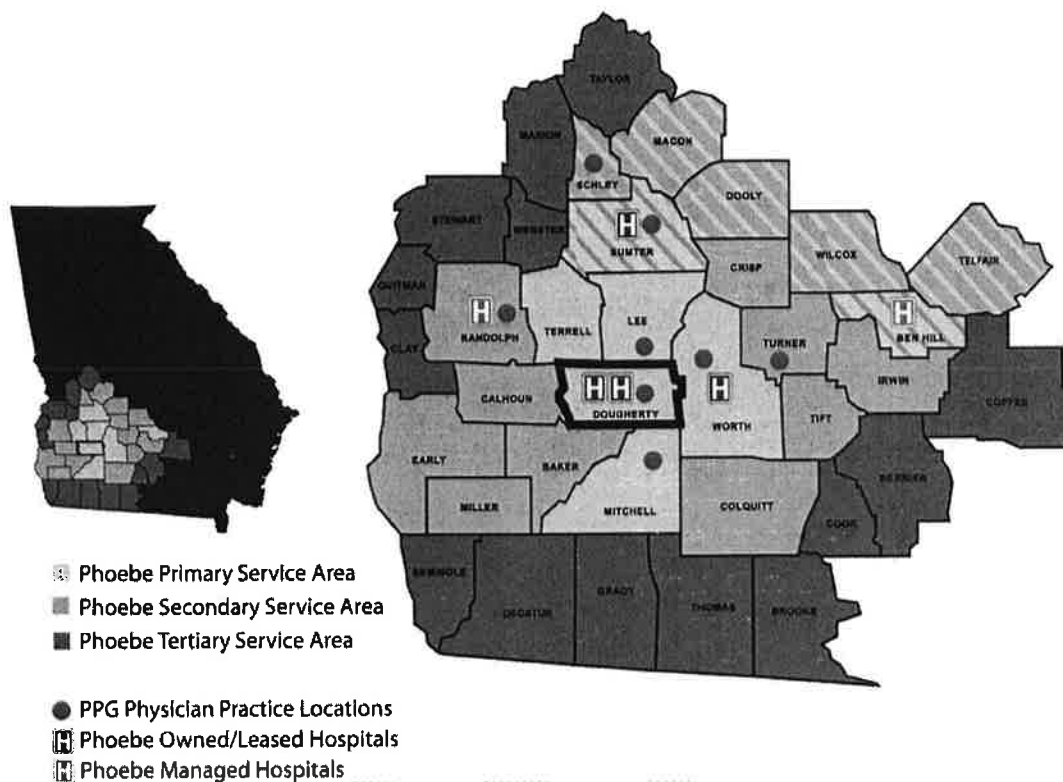 TAYLOR
MARION
MACON
SCHLEY
DOOLY
STEWART
WEBSTER
H
SUMTER
WILCOX
TELFAIR
CRISP
QUITMAN
H
RANDOLPH
TERRELL
LEE
TURNER
H
BEN HILL
CLAY
IRWIN
COFFEE
CALHOUN
H H
DOUGHERTY
H
WORTH
TIFT
EARLY
BAKER
MILLER
MITCHELL
COLQUITT
BERRIEN
COOK
SEMINOLE
DECATUR
GRADY
THOMAS
BROOKS
Phoebe Primary Service Area
Phoebe Secondary Service Area
Phoebe Tertiary Service Area
PPG Physician Practice Locations
H Phoebe Owned/Leased Hospitals
H Phoebe Managed Hospitals